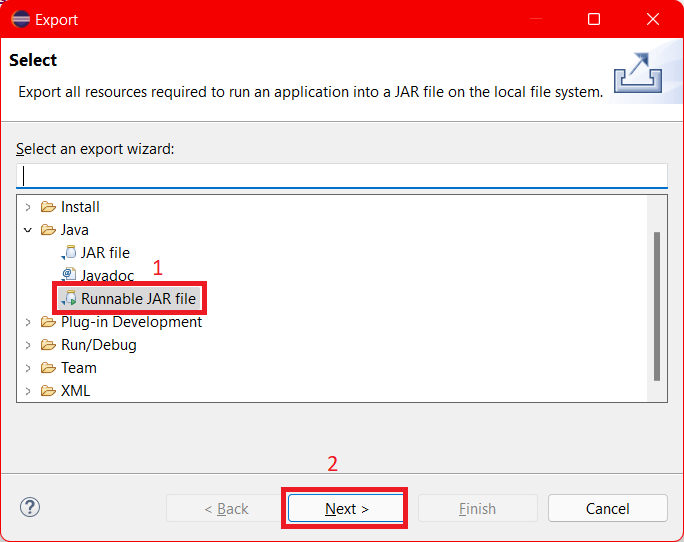 Export
Select
Export all resources required to run an application into a JAR file on the local file system.
Select an export wizard:
Install
Java
JAR file
Javadoc
1
Runnable JAR file
Plug-in Development
Run/Debug
Team
XML
2
?
< Back
Next >
Finish
Cancel